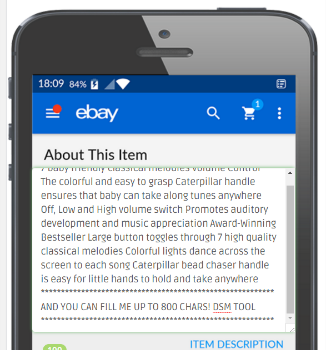 18:09 84%
ebay
1
About This Item
7 baby friendly classical melodies Volume Control
The colorful and easy to grasp Caterpillar handle
ensures that baby can take along tunes anywhere
Off, Low and High volume switch Promotes auditory
development and music appreciation Award-Winning
Bestseller Large button toggles through 7 high quality
classical melodies Colorful lights dance across the
screen to each song Caterpillar bead chaser handle
is easy for little hands to hold and take anywhere
****************************************************
AND YOU CAN FILL ME UP TO 800 CHARS! DSM TOOL
****************************************************
ITEM DESCRIPTION